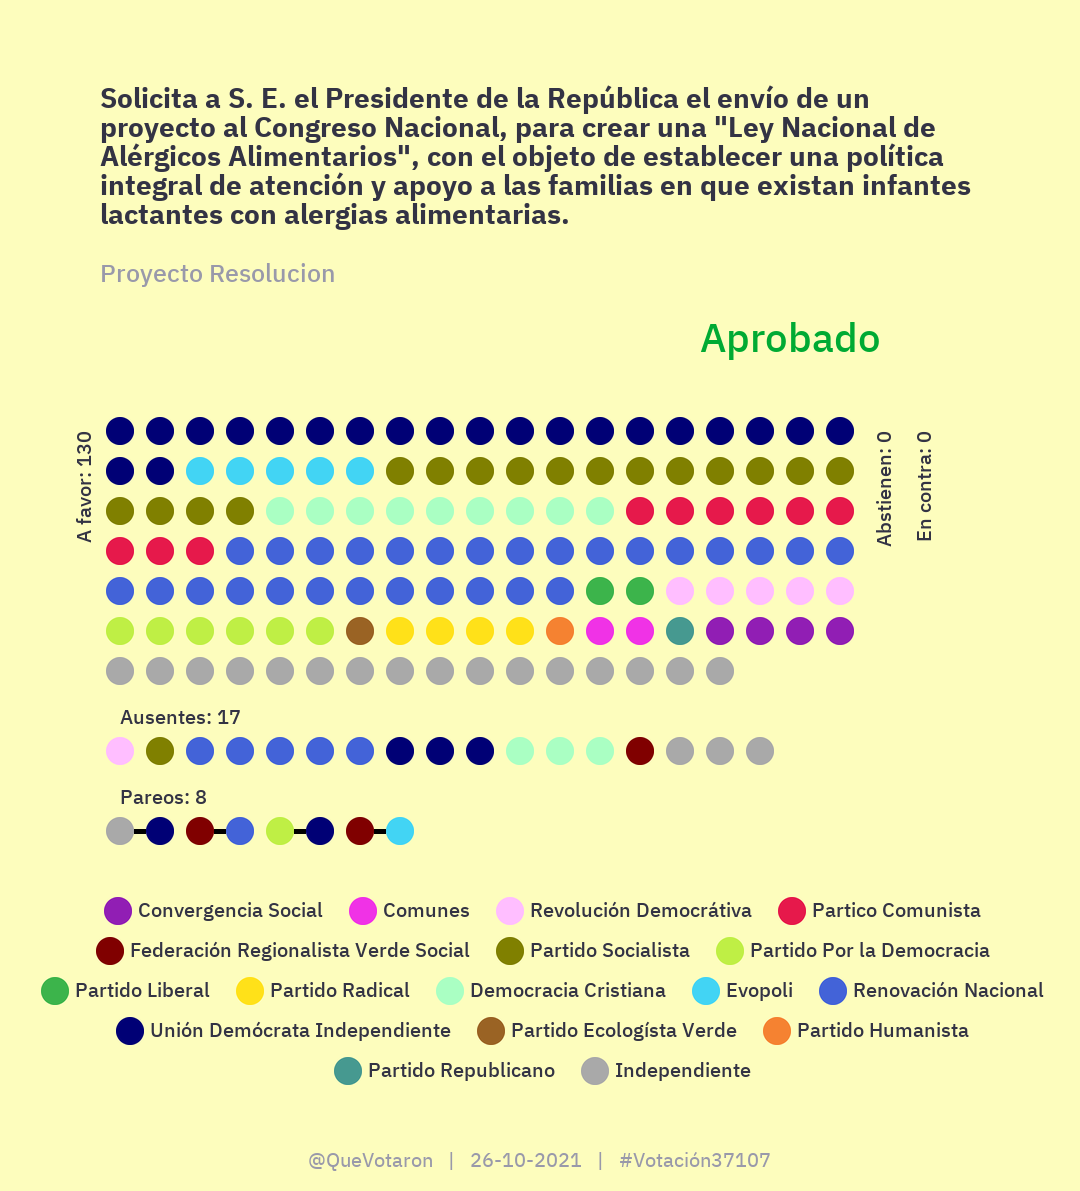 Solicita a S. E. el Presidente de la República el envío de un
proyecto al Congreso Nacional, para crear una "Ley Nacional de
Alérgicos Alimentarios", con el objeto de establecer una política
integral de atención y apoyo a las familias en que existan infantes
lactantes con alergias alimentarias.
Proyecto Resolucion
Aprobado
A favor: 130
Abstienen: 0
En contra: 0
Ausentes: 17
Pareos: 8
Convergencia Social Comunes Revolución Democrátiva Partico Comunista
Federación Regionalista Verde Social Partido Socialista Partido Por la Democracia
Partido Liberal Partido Radical Democracia Cristiana Evopoli Renovación Nacional
Unión Demócrata Independiente Partido Ecologísta Verde Partido Humanista
Partido Republicano Independiente
@QueVotaron | 26-10-2021 | #Votación37107